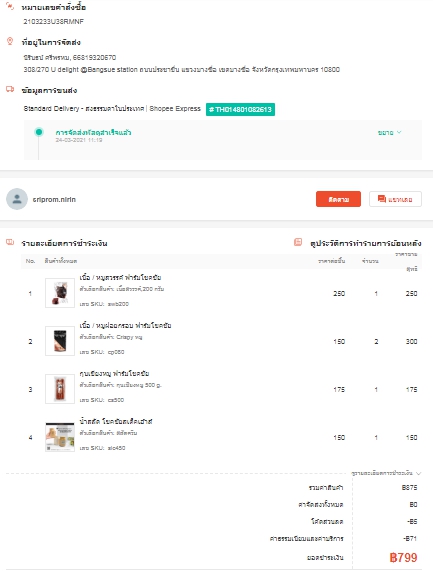 หมายเลขคำสั่งซื้อ
2103233U38RMNF
ที่อยู่ในการจัดส่ง
นิรินธน์ ศรีพรหม, 66819320670
308/270 U delight @Bangsue station ถนนประชาชื่น แขวงบางซื่อ เขตบางซื่อ จังหวัดกรุงเทพมหานคร 10800
ข้อมูลการขนส่ง
Standard Delivery - ส่งธรรมดาในประเทศ | Shopee Express # TH014801082613
การจัดส่งพัสดุสำเร็จแล้ว ขยาย
24-03-2021 11:13
sriprom.nirin ติดตาม แชทเลย
รายละเอียดการชำระเงิน ดูประวัติการทำรายการย้อนหลัง
No. สินค้าทั้งหมด ราคาต่อชิ้น จำนวน ราคาขายสุทธิ
เนื้อ / หมูสวรรค์ ฟาร์มโชคชัย
1 ตัวเลือกสินค้า: เนื้อสวรรค์,200 กรัม 250 1 250
เลข SKU: swb200
เนื้อ / หมูฝอยกรอบ ฟาร์มโชคชัย
2 ตัวเลือกสินค้า: Crispy หมู 150 2 300
เลข SKU: cp080
กุนเชียงหมู ฟาร์มโชคชัย
3 ตัวเลือกสินค้า: กุนเชียงหมู 500 g. 175 1 175
เลข SKU: cs500
น้ำสลัด โชคชัยสเต็คเฮ้าส์
4 ตัวเลือกสินค้า: สลัดครีม 150 1 150
เลข SKU: slc450
ดูรายละเอียดการชำระเงิน
รวมค่าสินค้า ฿875
ค่าจัดส่งทั้งหมด ฿0
โค้ดส่วนลด -฿5
ค่าธรรมเนียมและค่าบริการ -฿71
ยอดชำระเงิน ฿799